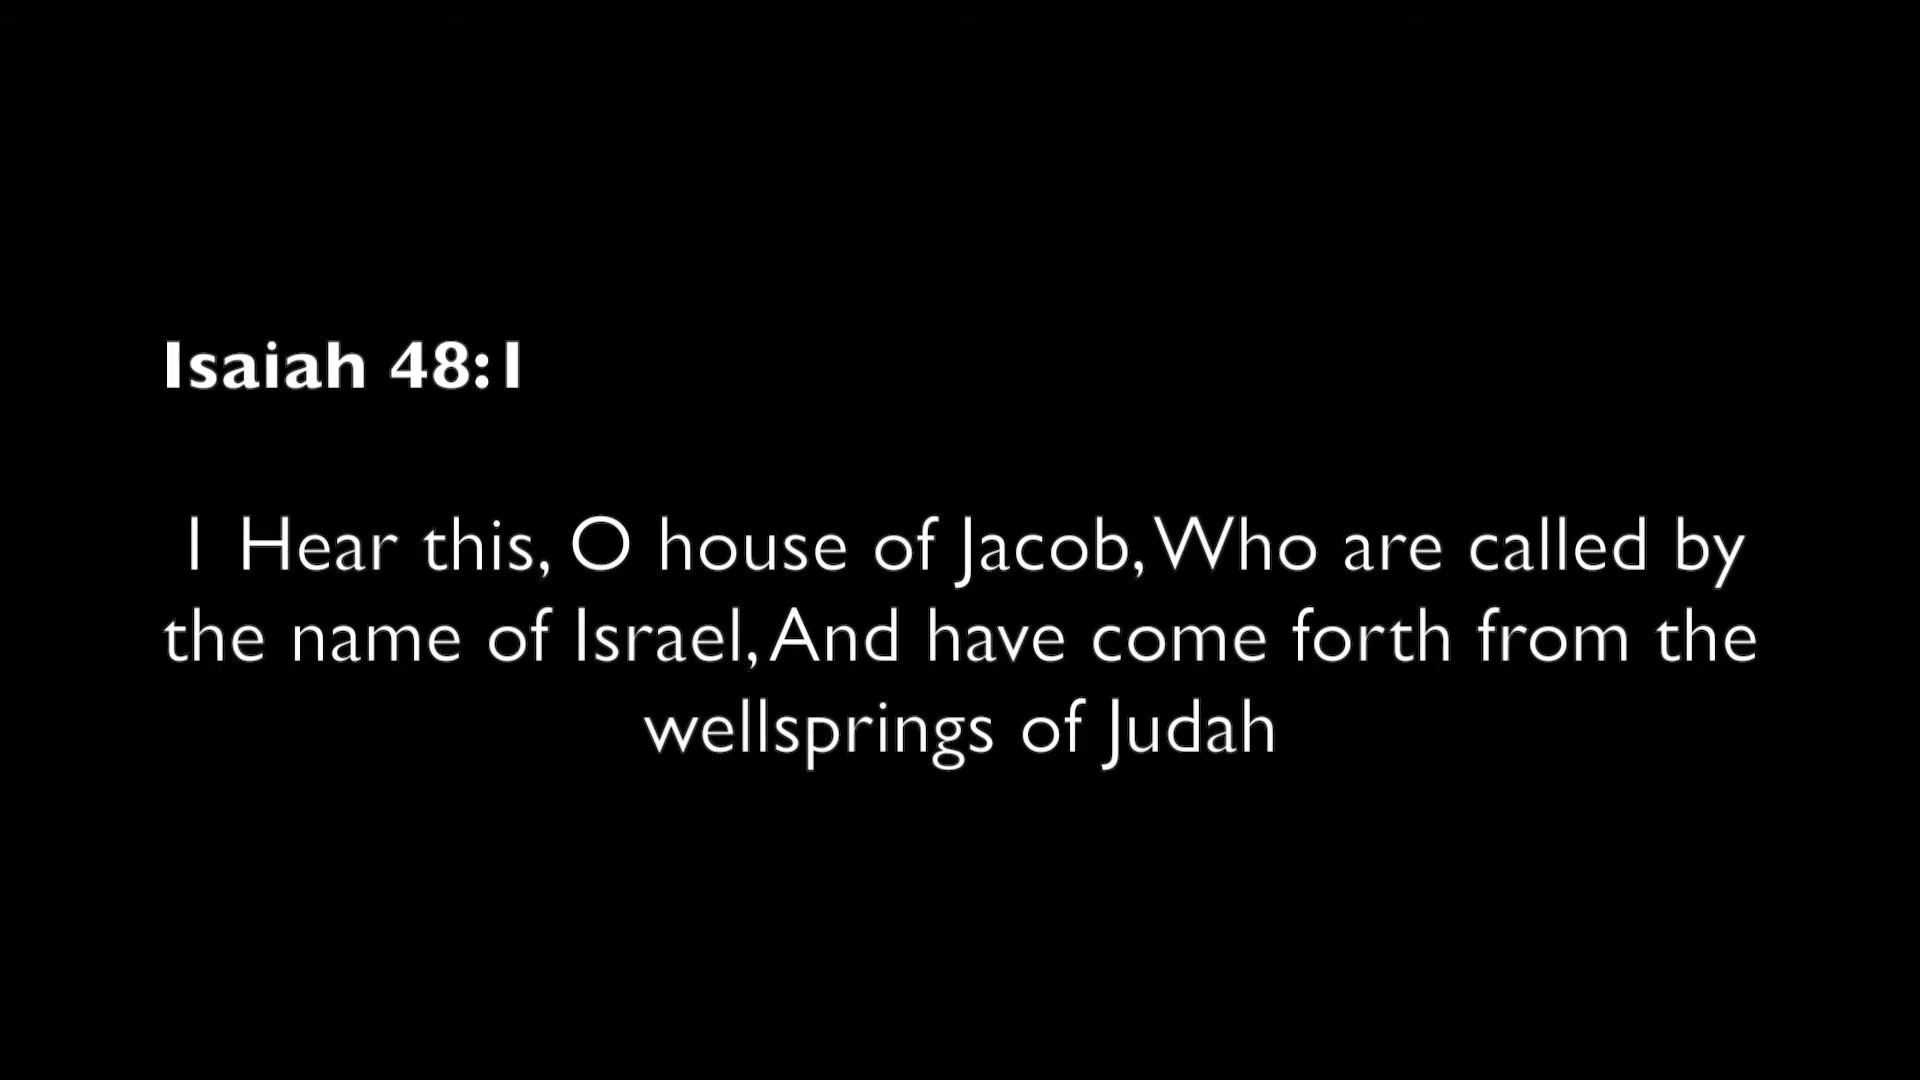 Isaiah 48:1
1 Hear this, O house of Jacob, Who are called by
the name of Israel, And have come forth from the
wellsprings of Judah